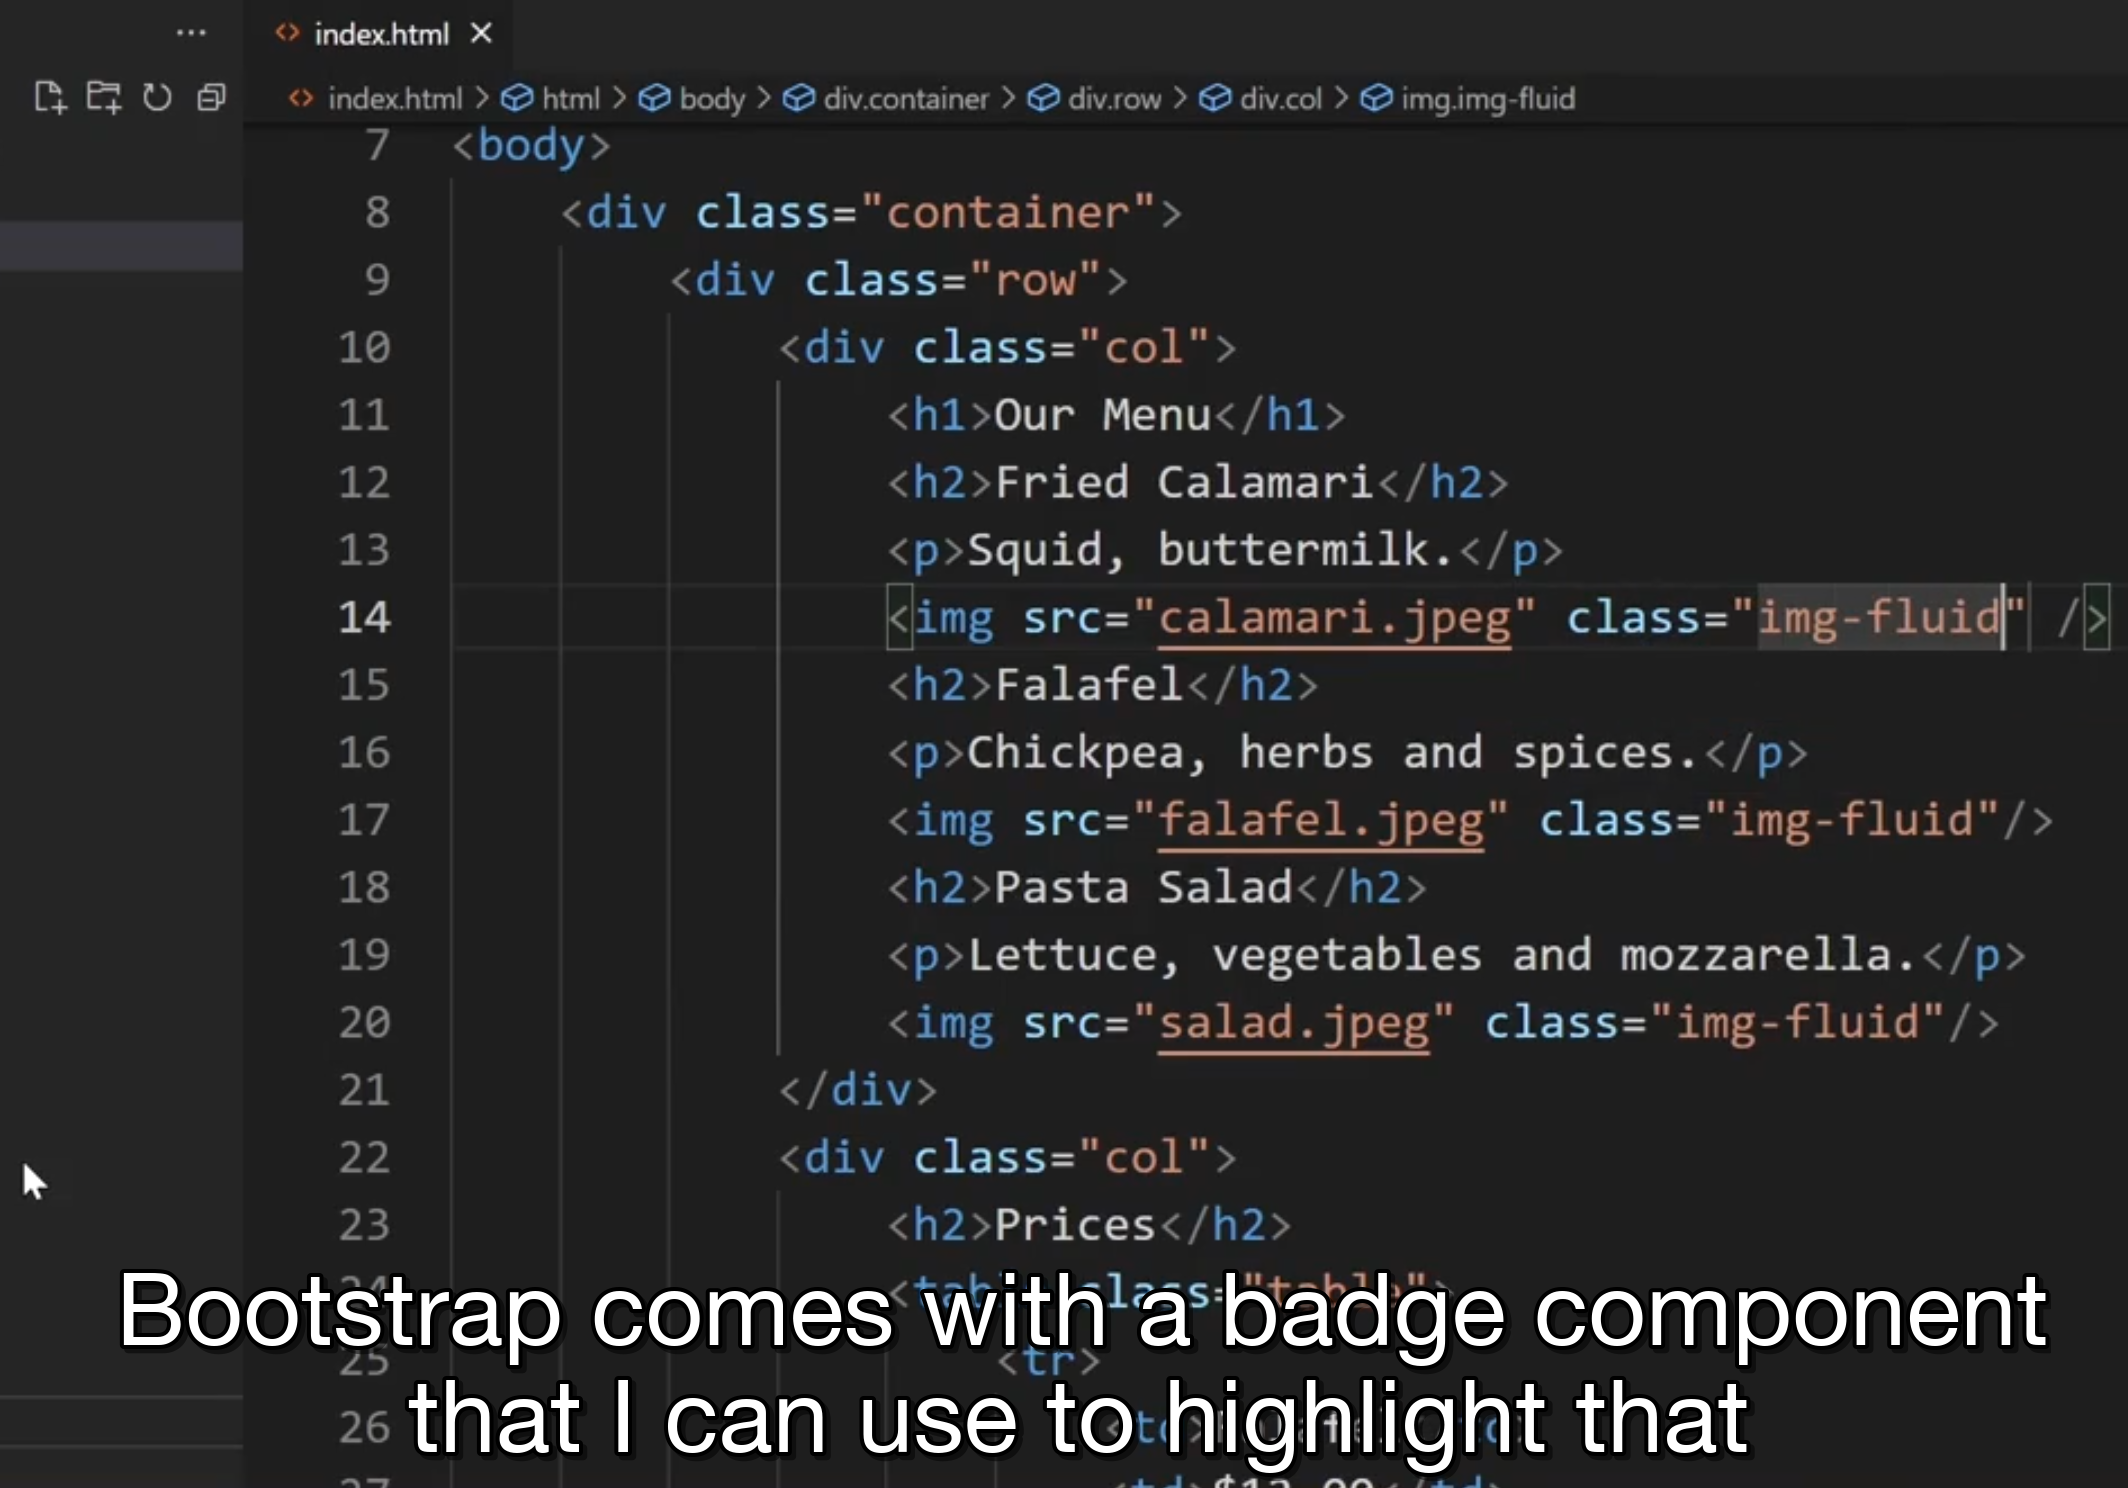 index.html
index.html > html > body > div.container > div.row > div.col > img.img-fluid
7 <body>
8 <div class="container">
9 <div class="row">
10 <div class="col">
11 <h1>Our Menu</h1>
12 <h2>Fried Calamari</h2>
13 <p>Squid, buttermilk.</p>
14 <img src="calamari.jpeg" class="img-fluid" />
15 <h2>Falafel</h2>
16 <p>Chickpea, herbs and spices.</p>
17 <img src="falafel.jpeg" class="img-fluid"/>
18 <h2>Pasta Salad</h2>
19 <p>Lettuce, vegetables and mozzarella.</p>
20 <img src="salad.jpeg" class="img-fluid"/>
21 </div>
22 <div class="col">
23 <h2>Prices</h2>
24 <table class="table">
Bootstrap comes with a badge component
25 <tr>
26
that I can use to highlight that
27